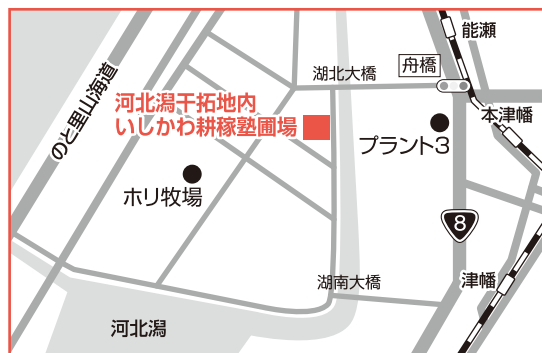 能瀬
舟橋
湖北大橋
のと里山海道
河北潟干拓地内
いしかわ耕稼塾圃場
本津幡
プラント3
ホリ牧場
8
湖南大橋
津幡
河北潟